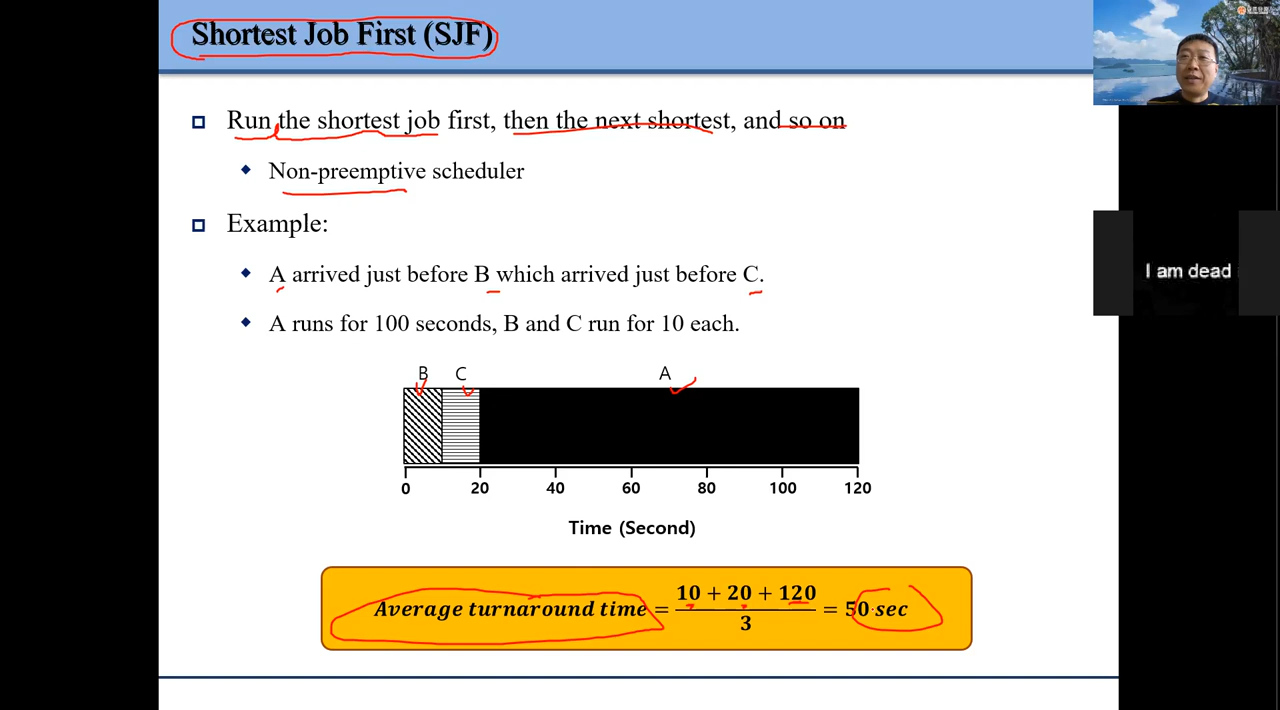 Shortest Job First (SJF)
Run the shortest job first, then the next shortest, and so on
Non-preemptive scheduler
Example:
A arrived just before B which arrived just before C.
A runs for 100 seconds, B and C run for 10 each.
B C A
0 20 40 60 80 100 120
Time (Second)
Average turnaround time = (10 + 20 + 120) / 3 = 50 sec
I am dead